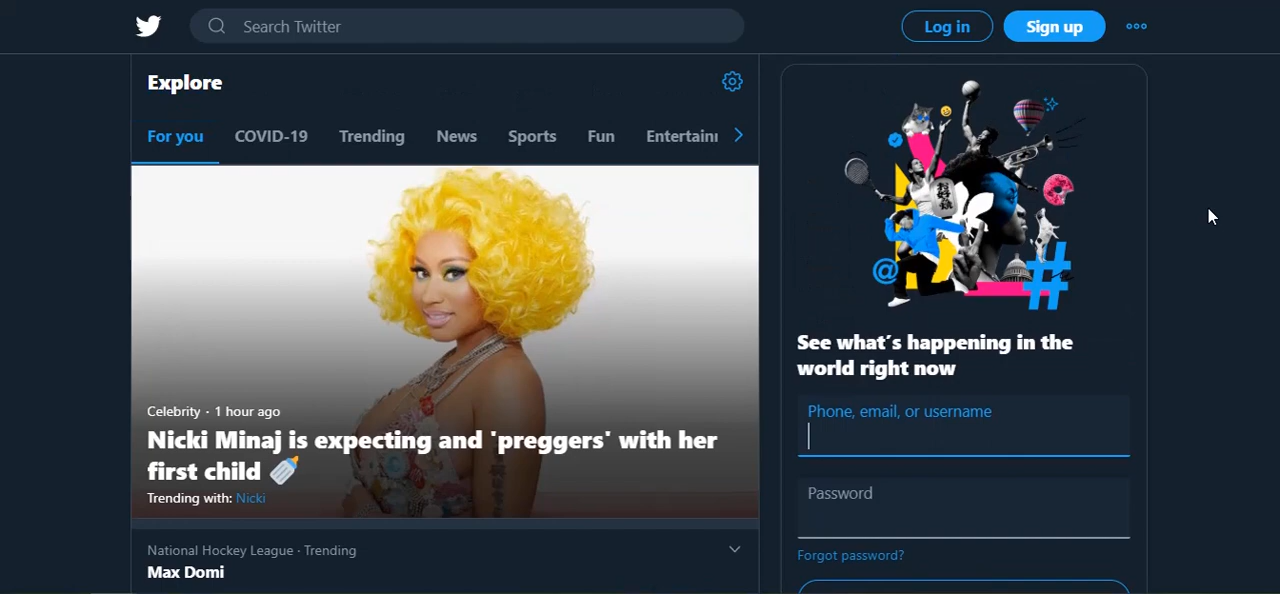 Search Twitter
Log in
Sign up
Explore
For you
COVID-19
Trending
News
Sports
Fun
Entertain
Celebrity · 1 hour ago
Nicki Minaj is expecting and 'preggers' with her
first child 🍼
Trending with: Nicki
National Hockey League · Trending
Max Domi
@
#
See what's happening in the
world right now
Phone, email, or username
Password
Forgot password?